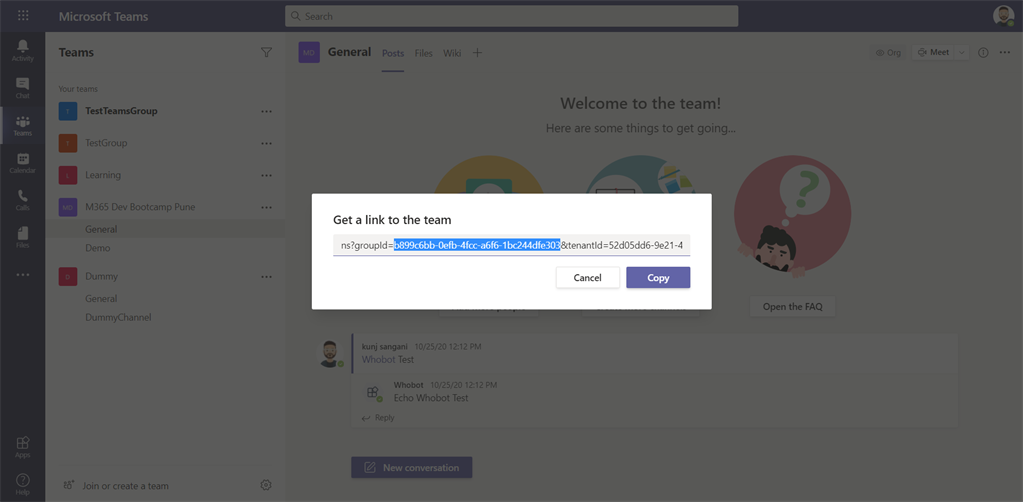 Microsoft Teams
Search
Activity
Chat
Teams
Calendar
Calls
Files
Apps
Help
Teams
Your teams
T
TestTeamsGroup
T
TestGroup
L
Learning
MD
M365 Dev Bootcamp Pune
General
Demo
D
Dummy
General
DummyChannel
Join or create a team
MD
General
Posts
Files
Wiki
Org
Meet
Welcome to the team!
Here are some things to get going...
Get a link to the team
ns?groupId=b899c6bb-0efb-4fcc-a6f6-1bc244dfe303&tenantId=52d05dd6-9e21-4
Cancel
Copy
Open the FAQ
kunj sangani 10/25/20 12:12 PM
Whobot Test
Whobot 10/25/20 12:12 PM
Echo Whobot Test
Reply
New conversation